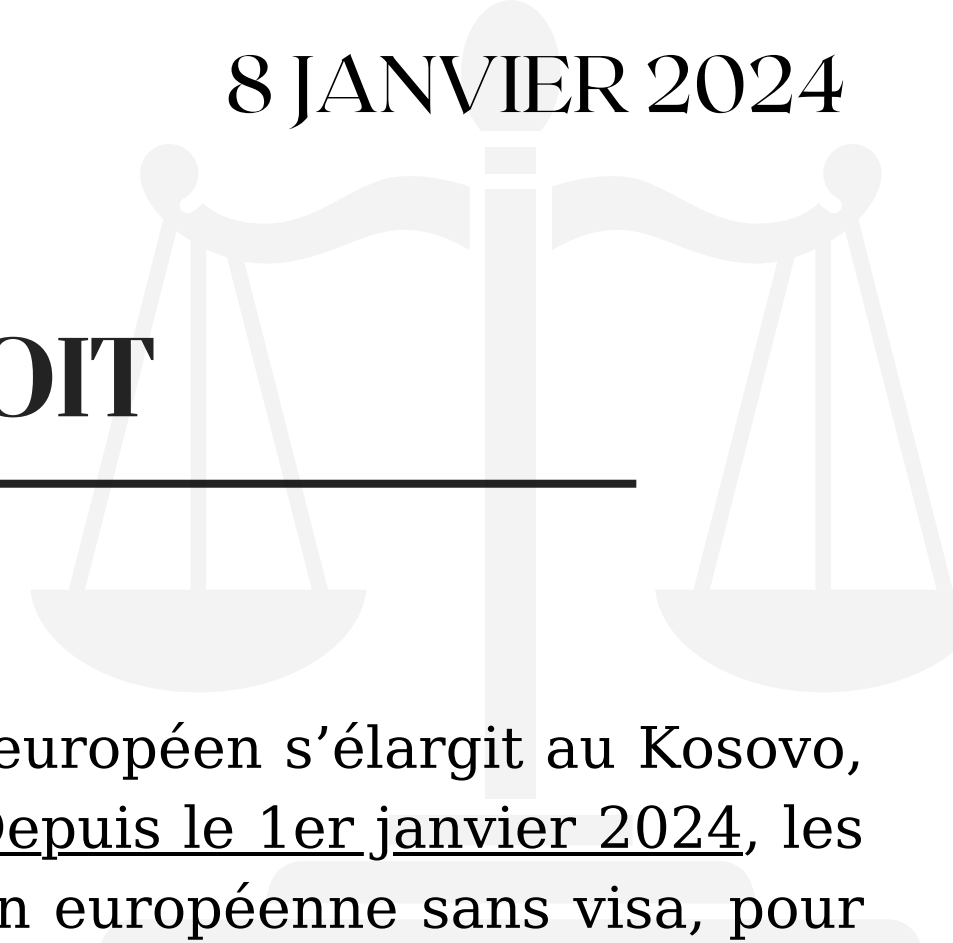 8 JANVIER 2024
OIT
européen s’élargit au Kosovo,
Depuis le 1er janvier 2024, les
n européenne sans visa, pour